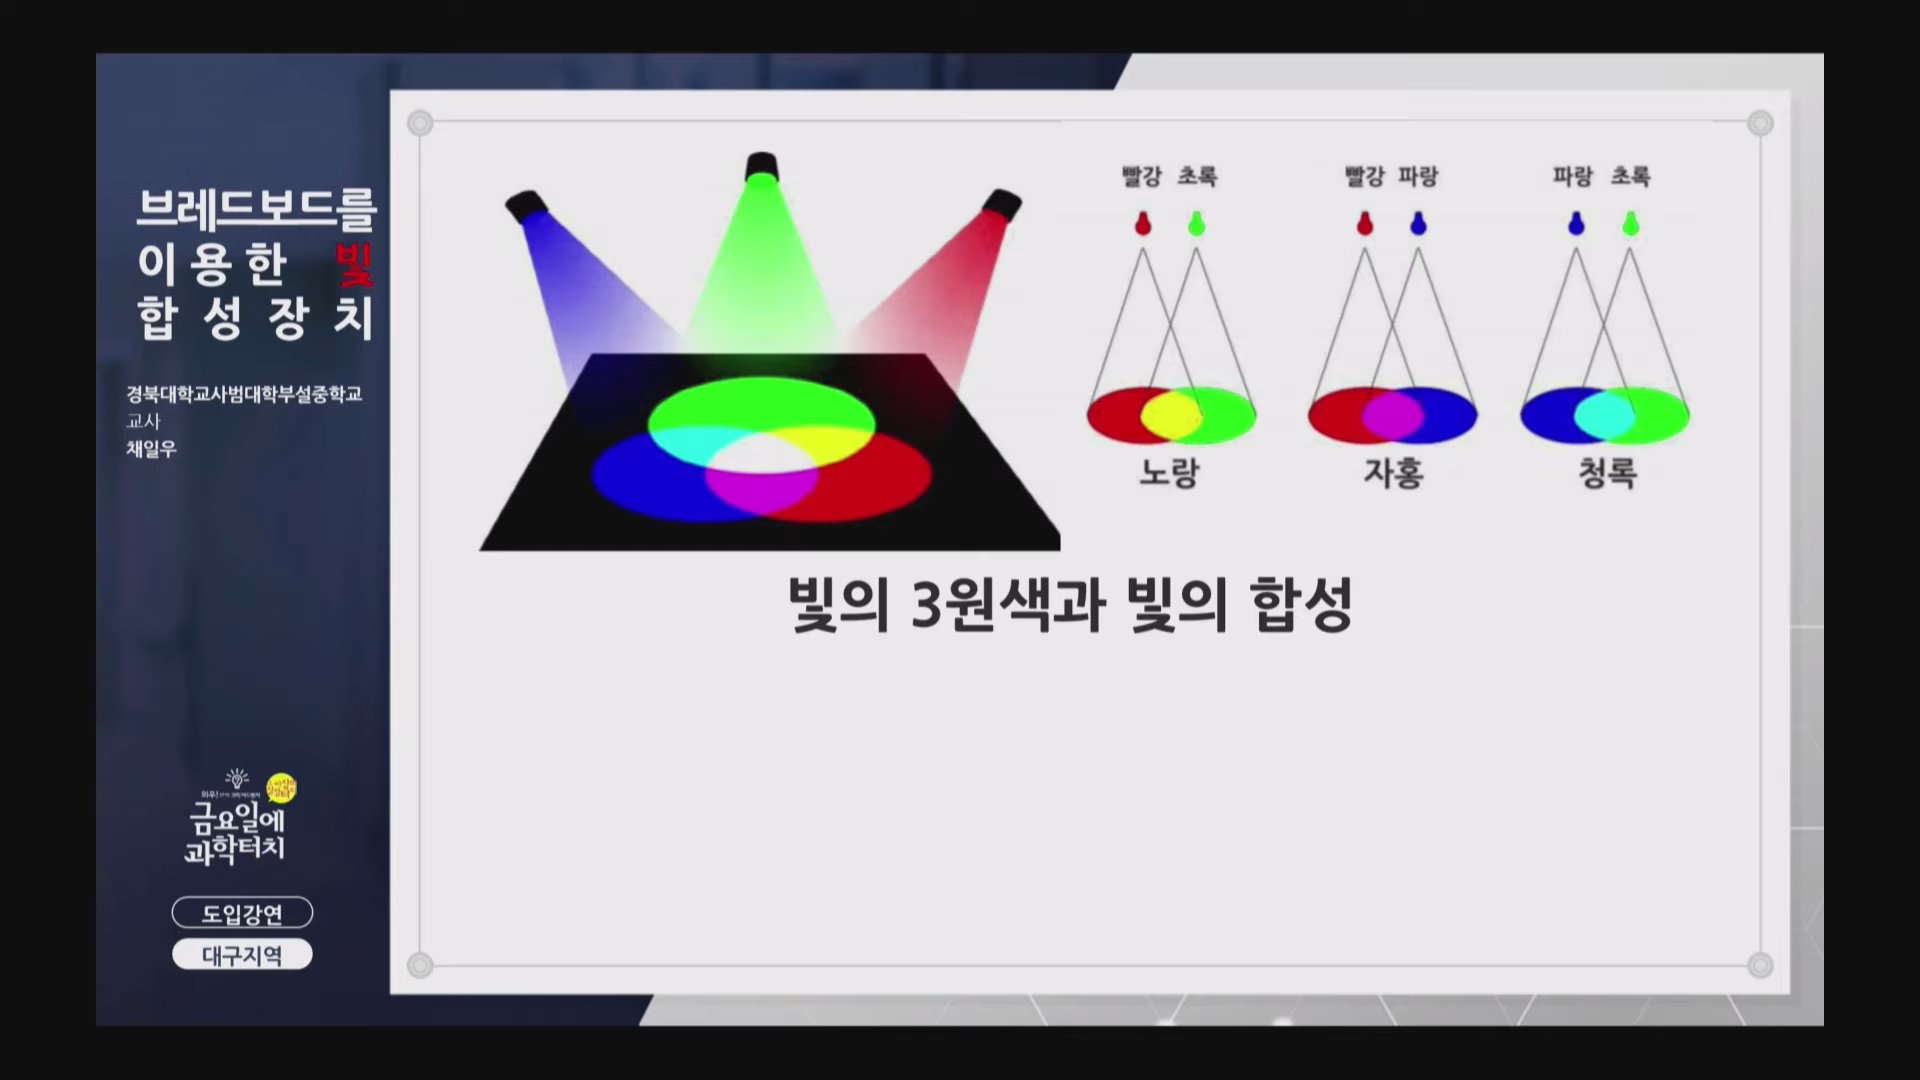 브레드보드를
이용한 빛
합성장치
경북대학교사범대학부설중학교
교사
채일우
빨강 초록
빨강 파랑
파랑 초록
노랑
자홍
청록
빛의 3원색과 빛의 합성
금요일에
과학터치
도입강연
대구지역